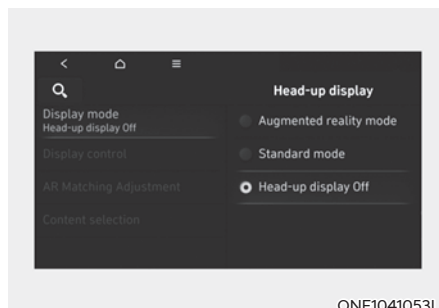 Head-up display
Display mode
Head-up display Off
Display control
AR Matching Adjustment
Content selection
Augmented reality mode
Standard mode
Head-up display Off
ONE1041053L